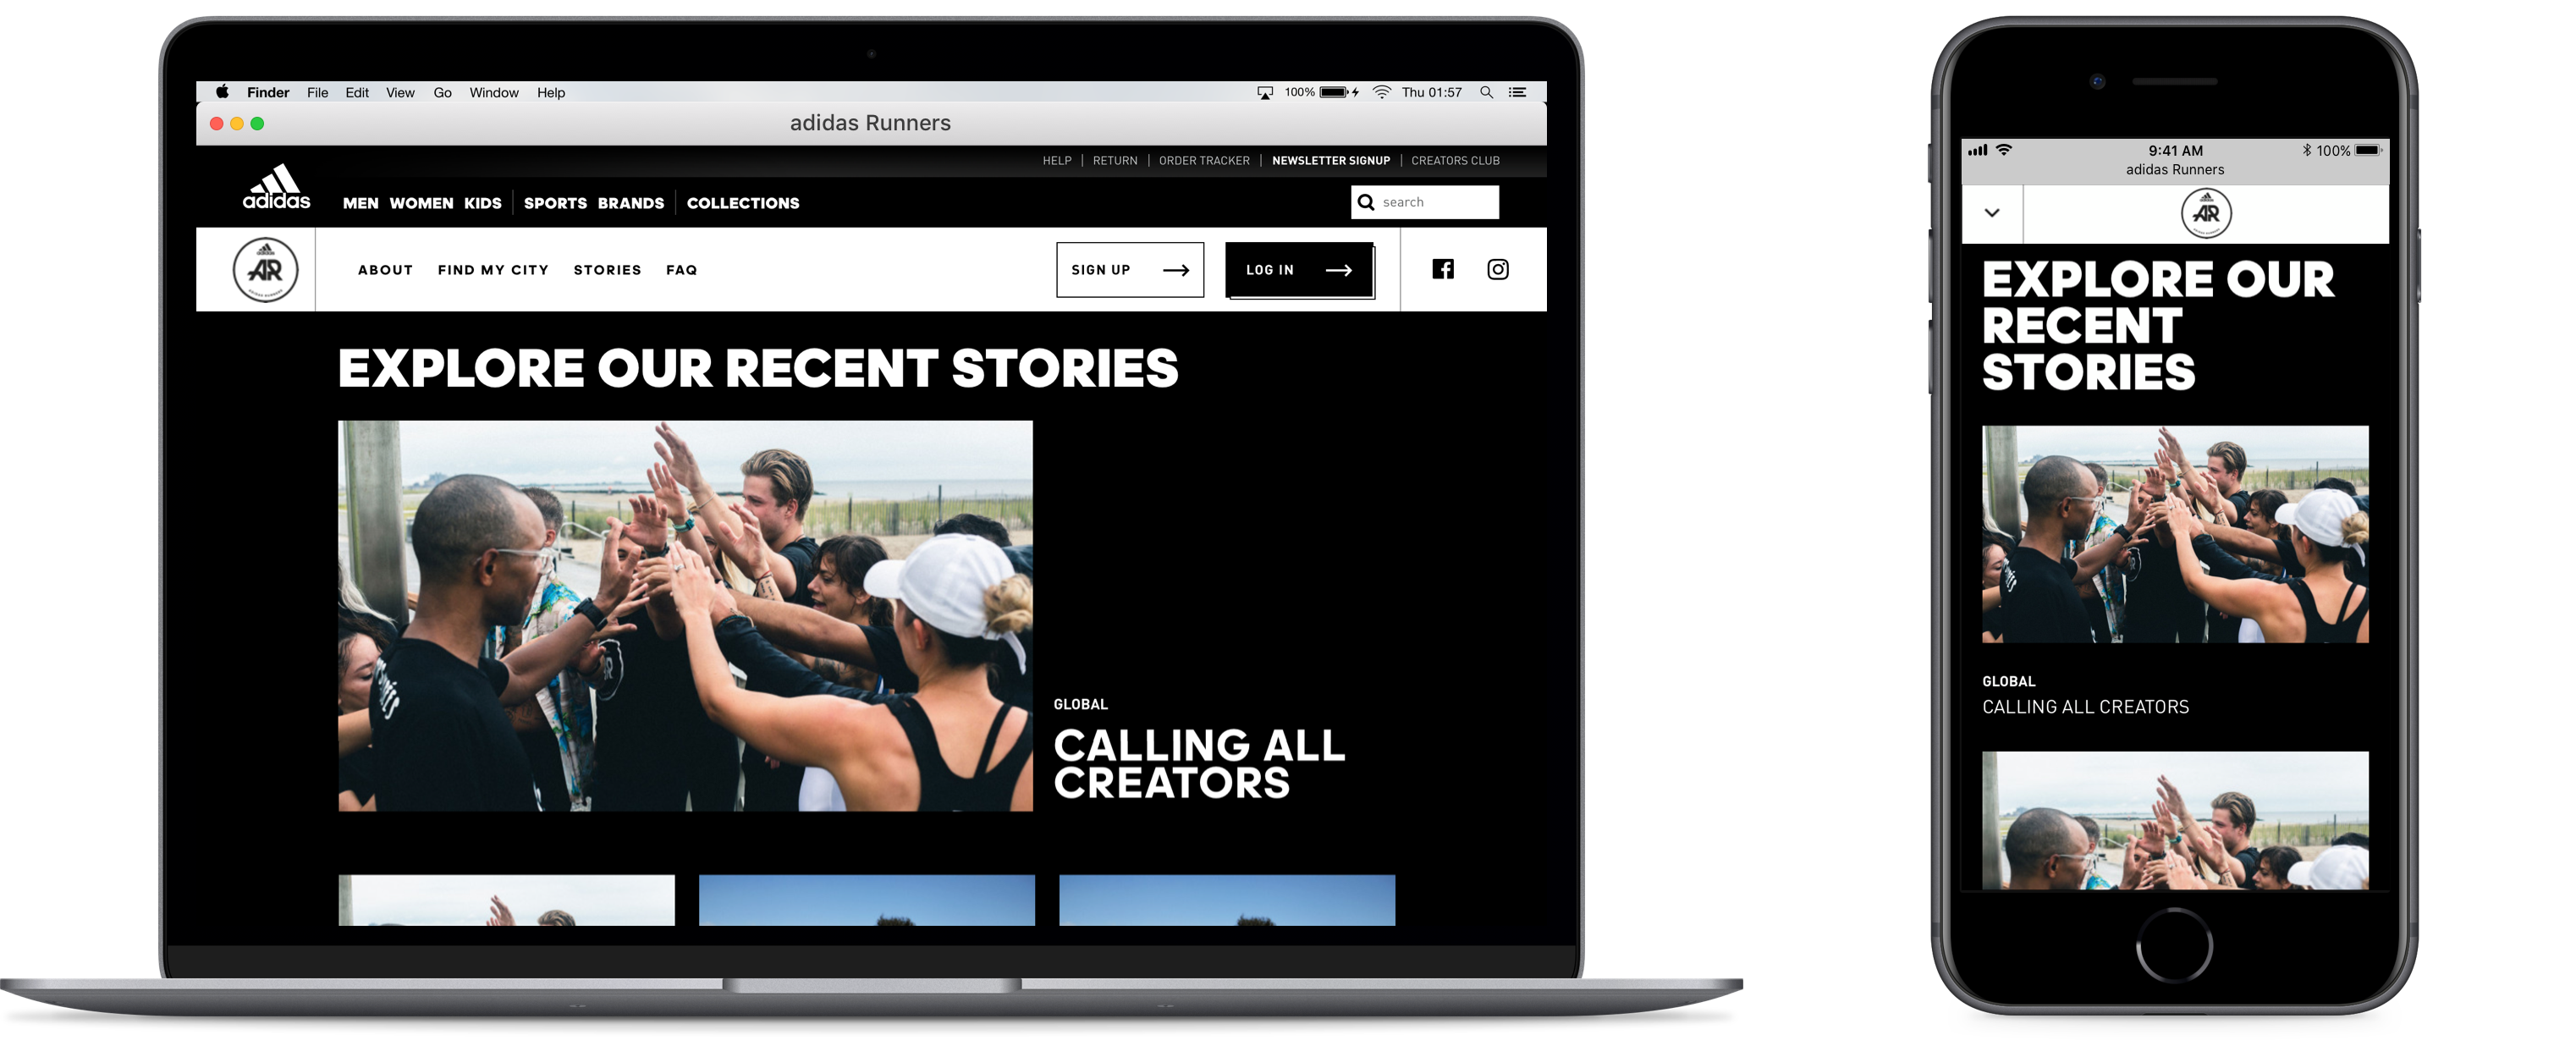 Finder File Edit View Go Window Help 100% Thu 01:57
adidas Runners
HELP RETURN ORDER TRACKER NEWSLETTER SIGNUP CREATORS CLUB
adidas
MEN WOMEN KIDS SPORTS BRANDS COLLECTIONS
search
AR
ABOUT FIND MY CITY STORIES FAQ
SIGN UP
LOG IN
EXPLORE OUR RECENT STORIES
GLOBAL
CALLING ALL
CREATORS
9:41 AM 100%
adidas Runners
AR
EXPLORE OUR
RECENT
STORIES
GLOBAL
CALLING ALL CREATORS